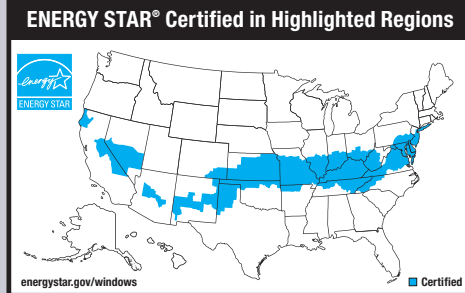 ENERGY STAR® Certified in Highlighted Regions
energy
ENERGY STAR
energystar.gov/windows
Certified